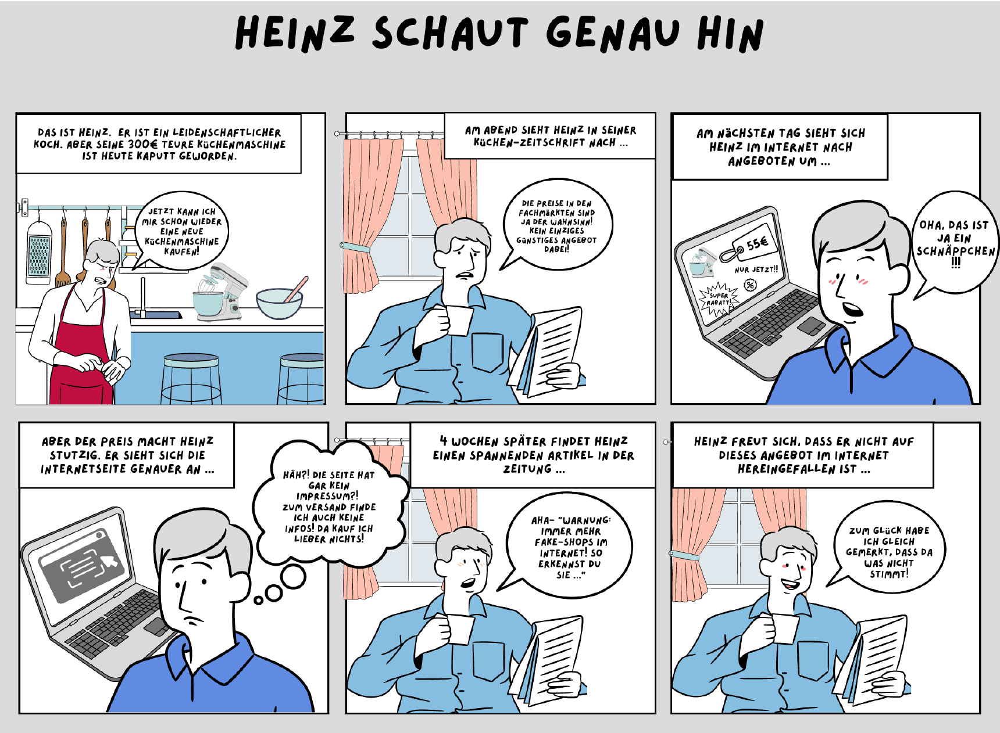 HEINZ SCHAUT GENAU HIN
DAS IST HEINZ. ER IST EIN LEIDENSCHAFTLICHER
KOCH. ABER SEINE 300€ TEURE KÜCHENMASCHINE
IST HEUTE KAPUTT GEWORDEN.
JETZT KANN ICH
MIR SCHON WIEDER
EINE NEUE
KÜCHENMASCHINE
KAUFEN!
AM ABEND SIEHT HEINZ IN SEINER
KÜCHEN-ZEITSCHRIFT NACH ...
DIE PREISE IN DEN
FACHMÄRKTEN SIND
JA DER WAHNSINN!
KEIN EINZIGES
GÜNSTIGES ANGEBOT
DABEI!
AM NÄCHSTEN TAG SIEHT SICH
HEINZ IM INTERNET NACH
ANGEBOTEN UM ...
55€
NUR JETZT!!
%
SUPER
RABATT!
OHA, DAS IST
JA EIN
SCHNÄPPCHEN
!!!
ABER DER PREIS MACHT HEINZ
STUTZIG. ER SIEHT SICH DIE
INTERNETSEITE GENAUER AN ...
HÄH?! DIE SEITE HAT
GAR KEIN
IMPRESSUM?!
ZUM VERSAND FINDE
ICH AUCH KEINE
INFOS! DA KAUF ICH
LIEBER NICHTS!
4 WOCHEN SPÄTER FINDET HEINZ
EINEN SPANNENDEN ARTIKEL IN DER
ZEITUNG ...
AHA- "WARNUNG:
IMMER MEHR
FAKE-SHOPS IM
INTERNET! SO
ERKENNST DU
SIE ..."
HEINZ FREUT SICH, DASS ER NICHT AUF
DIESES ANGEBOT IM INTERNET
HEREINGEFALLEN IST ...
ZUM GLÜCK HABE
ICH GLEICH
GEMERKT, DASS DA
WAS NICHT
STIMMT!